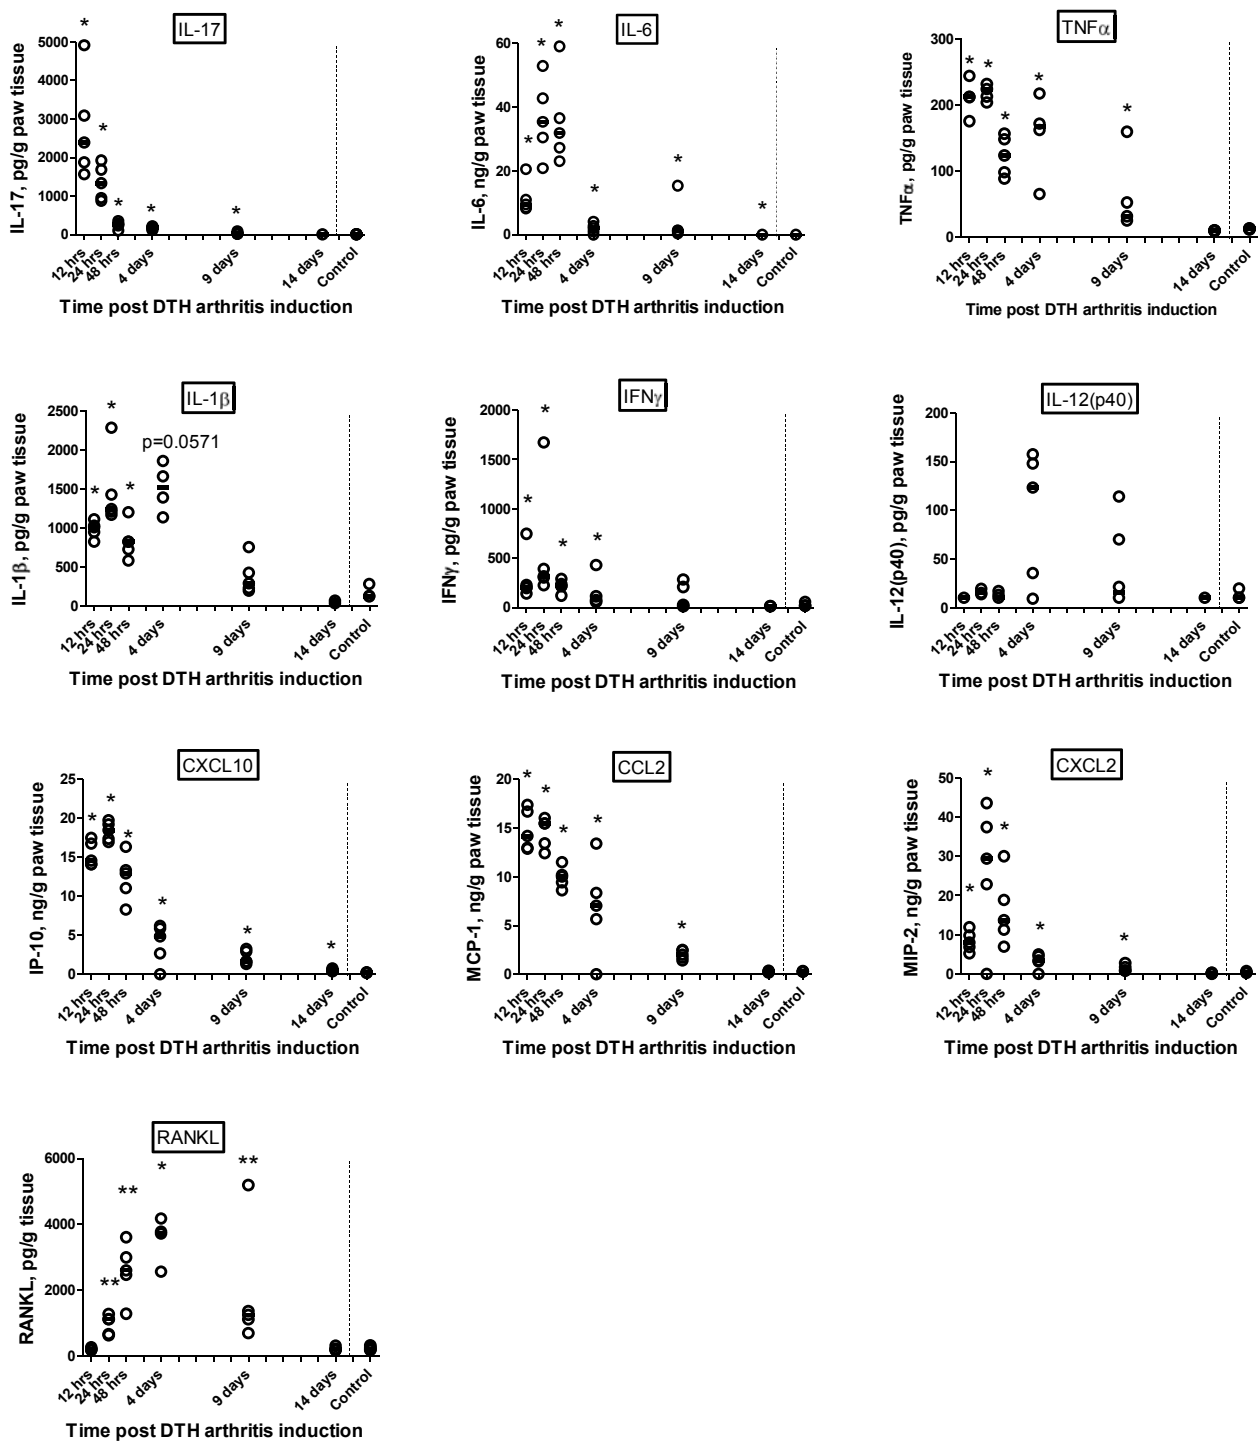 IL-17
IL-17, pg/g paw tissue
5000
4000
3000
2000
1000
0
*
*
*
*
*
12 hrs
24 hrs
48 hrs
4 days
9 days
14 days
Control
Time post DTH arthritis induction
IL-6
IL-6, ng/g paw tissue
60
40
20
0
*
*
*
*
*
*
12 hrs
24 hrs
48 hrs
4 days
9 days
14 days
Control
Time post DTH arthritis induction
TNFα
TNFα, pg/g paw tissue
300
200
100
0
*
*
*
*
*
12 hrs
24 hrs
48 hrs
4 days
9 days
14 days
Control
Time post DTH arthritis induction
IL-1β
IL-1β, pg/g paw tissue
2500
2000
1500
1000
500
0
*
*
*
p=0.0571
12 hrs
24 hrs
48 hrs
4 days
9 days
14 days
Control
Time post DTH arthritis induction
IFNγ
IFNγ, pg/g paw tissue
2000
1500
1000
500
0
*
*
*
*
12 hrs
24 hrs
48 hrs
4 days
9 days
14 days
Control
Time post DTH arthritis induction
IL-12(p40)
IL-12(p40), pg/g paw tissue
200
150
100
50
0
12 hrs
24 hrs
48 hrs
4 days
9 days
14 days
Control
Time post DTH arthritis induction
CXCL10
IP-10, ng/g paw tissue
25
20
15
10
5
0
*
*
*
*
*
*
12 hrs
24 hrs
48 hrs
4 days
9 days
14 days
Control
Time post DTH arthritis induction
CCL2
MCP-1, ng/g paw tissue
20
15
10
5
0
*
*
*
*
*
12 hrs
24 hrs
48 hrs
4 days
9 days
14 days
Control
Time post DTH arthritis induction
CXCL2
MIP-2, ng/g paw tissue
50
40
30
20
10
0
*
*
*
*
*
12 hrs
24 hrs
48 hrs
4 days
9 days
14 days
Control
Time post DTH arthritis induction
RANKL
RANKL, pg/g tissue
6000
4000
2000
0
**
**
*
**
12 hrs
24 hrs
48 hrs
4 days
9 days
14 days
Control
Time post DTH arthritis induction